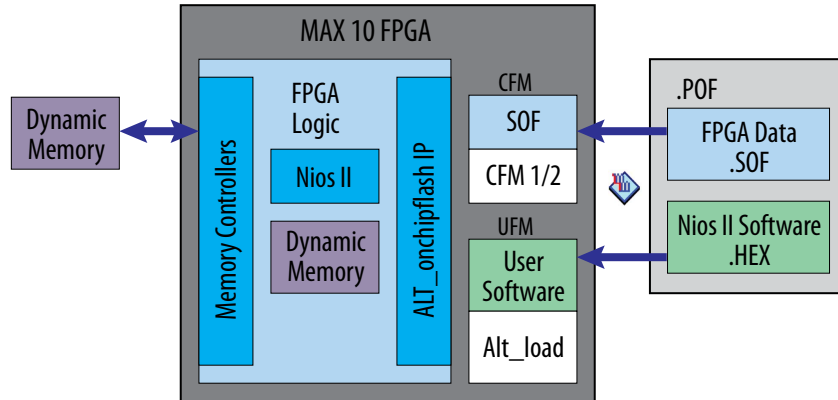 MAX 10 FPGA
Dynamic
Memory
Memory Controllers
FPGA
Logic
Nios II
Dynamic
Memory
ALT_onchipflash IP
CFM
SOF
CFM 1/2
UFM
User
Software
Alt_load
.POF
FPGA Data
.SOF
Nios II Software
.HEX